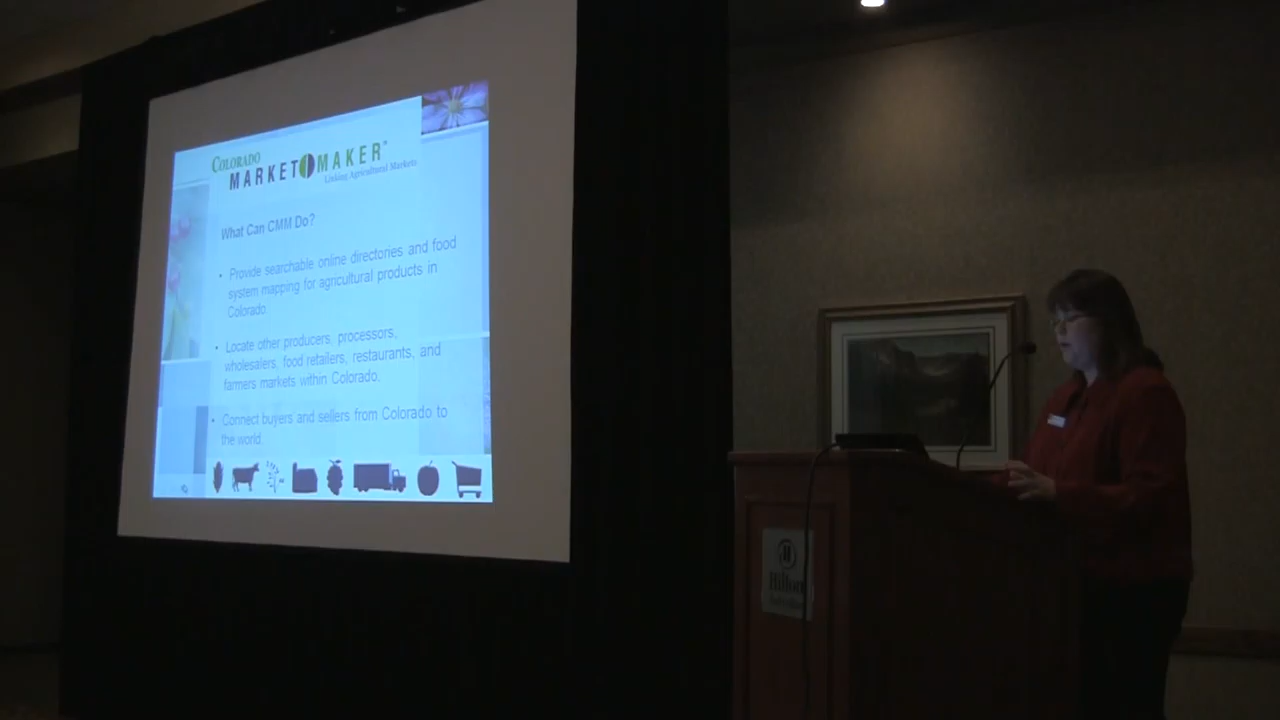 COLORADO
MARKET MAKER®
Linking Agricultural Markets
What Can CMM Do?
• Provide searchable online directories and food
system mapping for agricultural products in
Colorado.
• Locate other producers, processors,
wholesalers, food retailers, restaurants, and
farmers markets within Colorado.
• Connect buyers and sellers from Colorado to
the world.
Hilton